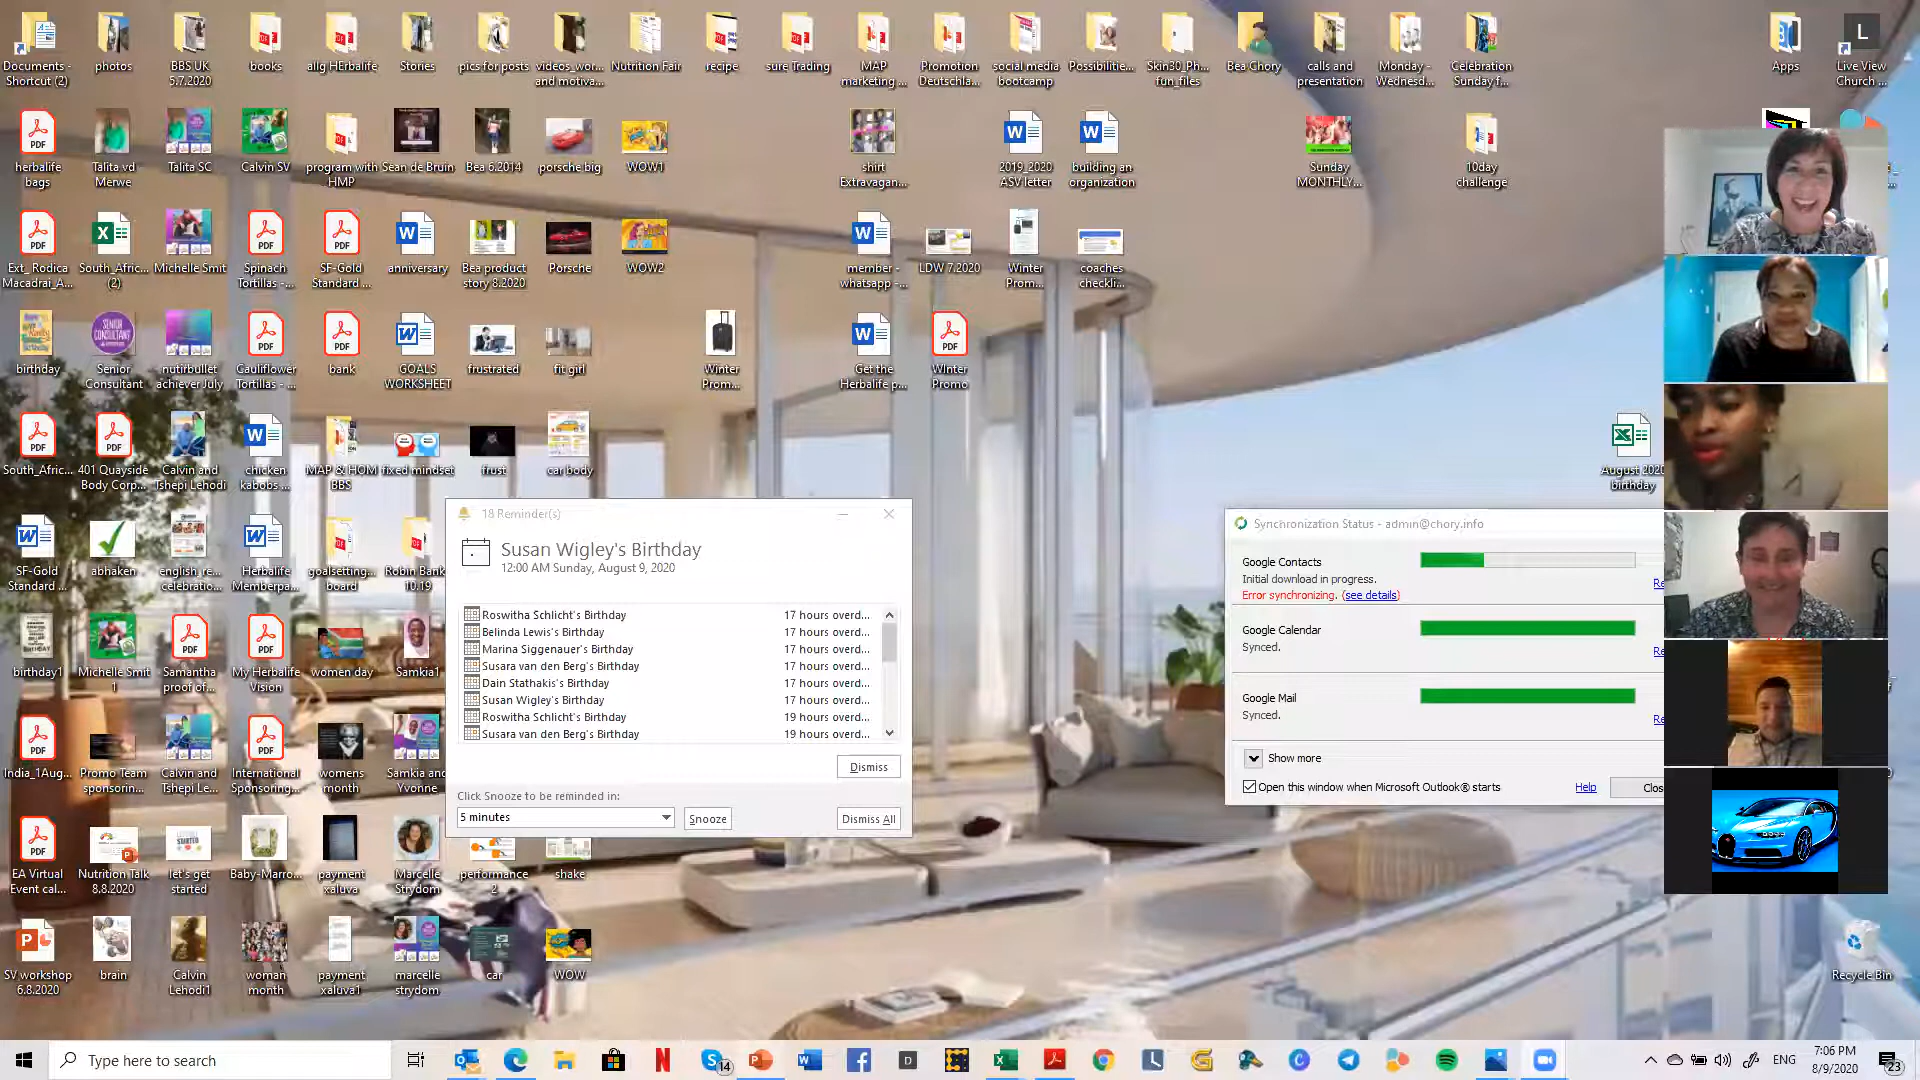 Documents -
Shortcut (2)
photos
BBS UK
5.7.2020
books
allg HErbalife
Stories
pics for posts
videos_wor...
and motiva...
Nutrition Fair
recipe
sure Trading
MAP
marketing ...
Promotion
Deutschla...
social media
bootcamp
Possibilitie...
Skin30_Ph...
fun_files
Bea Chory
calls and
presentation
Monday -
Wednesd...
Celebration
Sunday f...
Apps
L
Live View
Church ...
herbalife
bags
Talita vd
Merwe
Talita SC
Calvin SV
program with
HMP
Sean de Bruin
Bea 6.2014
porsche big
WOW1
shirt
Extravagan...
2019_2020
ASV letter
building an
organization
Sunday
MONTHLY...
10day
challenge
Ext_Rodica
Macadrai_A...
South_Afric...
(2)
Michelle Smit
Spinach
Tortillas -...
SF-Gold
Standard ...
anniversary
Bea product
story 8.2020
Porsche
WOW2
member -
whatsapp -...
LDW 7.2020
Winter
Prom...
coaches
checkli...
birthday
Senior
Consultant
nutirbullet
achiever July
Cauliflower
Tortillas - ...
bank
GOALS
WORKSHEET
frustrated
fit girl
Winter
Prom...
Get the
Herbalife p...
WInter
Promo
South_Afric...
401 Quayside
Body Corp...
Calvin and
Tshepi Lehodi
chicken
kabobs ...
MAP & HOM
BBS
fixed mindset
frust
car body
August 2020
birthday
SF-Gold
Standard ...
abhaken
english_re...
celebratio...
Herbalife
Memberpa...
goalsetting...
board
Robin Bank
10.19
18 Reminder(s)
Susan Wigley's Birthday
12:00 AM Sunday, August 9, 2020
Roswitha Schlicht's Birthday 17 hours overd...
Belinda Lewis's Birthday 17 hours overd...
Marina Siggenauer's Birthday 17 hours overd...
Susara van den Berg's Birthday 17 hours overd...
Dain Stathakis's Birthday 17 hours overd...
Susan Wigley's Birthday 17 hours overd...
Roswitha Schlicht's Birthday 19 hours overd...
Susara van den Berg's Birthday 19 hours overd...
Dismiss
Click Snooze to be reminded in:
5 minutes
Snooze
Dismiss All
Synchronization Status - admin@chory.info
Google Contacts
Initial download in progress.
Error synchronizing. (see details)
Re
Google Calendar
Synced.
Re
Google Mail
Synced.
Re
Show more
Open this window when Microsoft Outlook® starts
Help
Clos
birthday1
Michelle Smit
1
Samantha
proof of...
My Herbalife
Vision
women day
Samkia1
India_1Aug...
Promo Team
sponsorin...
Calvin and
Tshepi Le...
International
Sponsoring...
womens
month
Samkia and
Yvonne
EA Virtual
Event cal...
Nutrition Talk
8.8.2020
let's get
started
Baby-Marro...
payment
xaluva
Marcelle
Strydom
performance
2
shake
SV workshop
6.8.2020
brain
Calvin
Lehodi1
woman
month
payment
xaluva1
marcelle
strydom
car
WOW
Recycle Bin
Type here to search
14
ENG
7:06 PM
8/9/2020
23